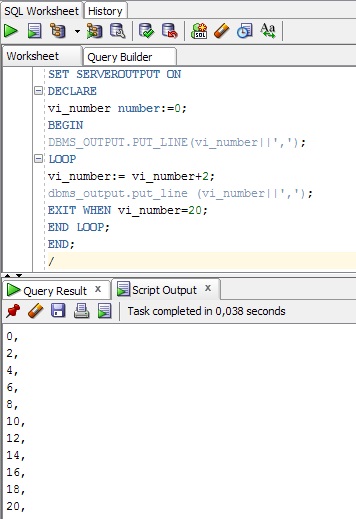 SQL Worksheet History
Worksheet Query Builder
SET SERVEROUTPUT ON
DECLARE
vi_number number:=0;
BEGIN
DBMS_OUTPUT.PUT_LINE(vi_number||',');
LOOP
vi_number:= vi_number+2;
dbms_output.put_line (vi_number||',');
EXIT WHEN vi_number=20;
END LOOP;
END;
/
Query Result x Script Output x
Task completed in 0,038 seconds
0,
2,
4,
6,
8,
10,
12,
14,
16,
18,
20,